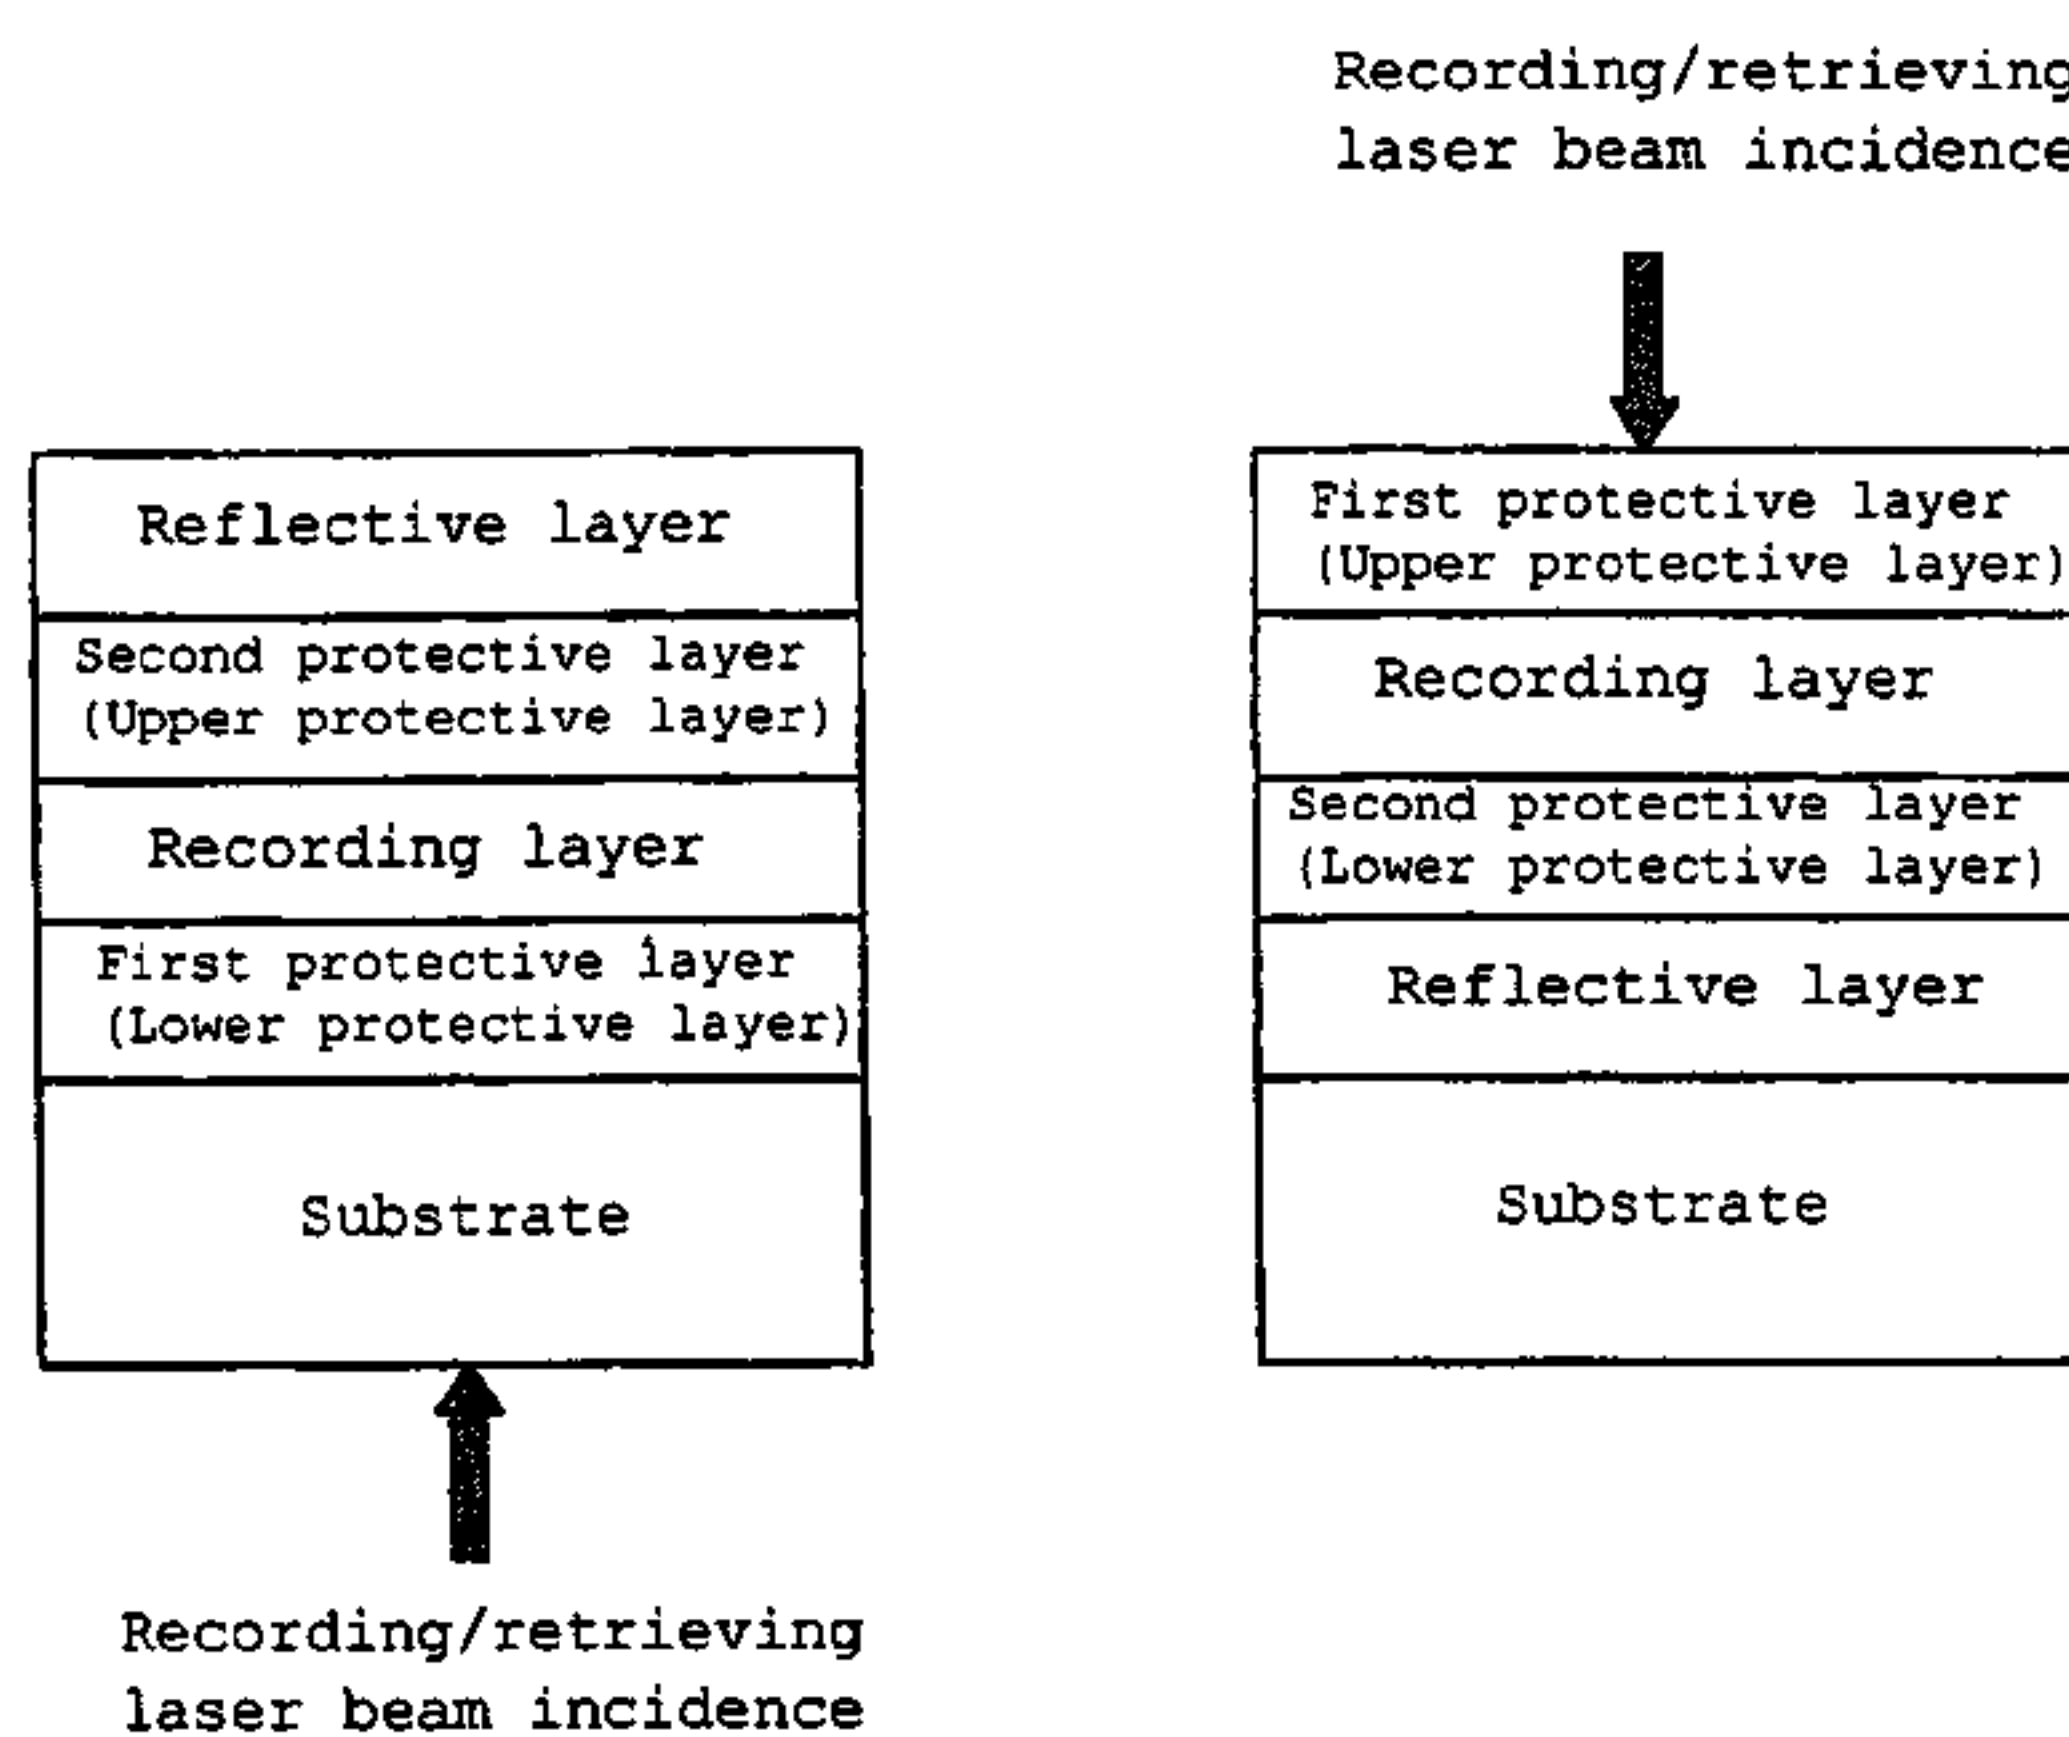 Reflective layer
Second protective layer
(Upper protective layer)
Recording layer
First protective layer
(Lower protective layer)
Substrate
Recording/retrieving
laser beam incidence
Recording/retrieving
laser beam incidence
First protective layer
(Upper protective layer)
Recording layer
Second protective layer
(Lower protective layer)
Reflective layer
Substrate